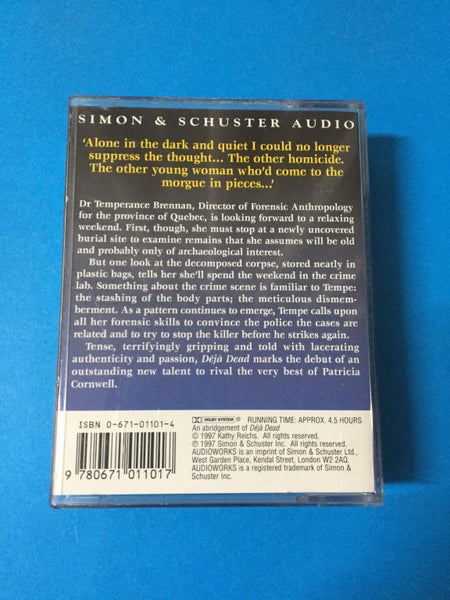 SIMON & SCHUSTER AUDIO
‘Alone in the dark and quiet I could no longer
suppress the thought... The other homicide.
The other young woman who’d come to the
morgue in pieces...’
Dr Temperance Brennan, Director of Forensic Anthropology
for the province of Quebec, is looking forward to a relaxing
weekend. First, though, she must stop at a newly uncovered
burial site to examine remains that she assumes will be old
and probably only of archaeological interest.
But one look at the decomposed corpse, stored neatly in
plastic bags, tells her she’ll spend the weekend in the crime
lab. Something about the crime scene is familiar to Tempe:
the stashing of the body parts; the meticulous dismem-
berment. As a pattern continues to emerge, Tempe calls upon
all her forensic skills to convince the police the cases are
related and to try to stop the killer before he strikes again.
Tense, terrifyingly gripping and told with lacerating
authenticity and passion, Déjà Dead marks the debut of an
outstanding new talent to rival the very best of Patricia
Cornwell.
ISBN 0-671-01101-4
9 780671 011017
DOLBY SYSTEM RUNNING TIME: APPROX. 4.5 HOURS
An abridgement of Déjà Dead
© 1997 Kathy Reichs. All rights reserved.
℗ 1997 Simon & Schuster Inc. All rights reserved.
AUDIOWORKS is an imprint of Simon & Schuster Ltd.,
West Garden Place, Kendal Street, London W2 2AQ.
AUDIOWORKS is a registered trademark of Simon &
Schuster Inc.